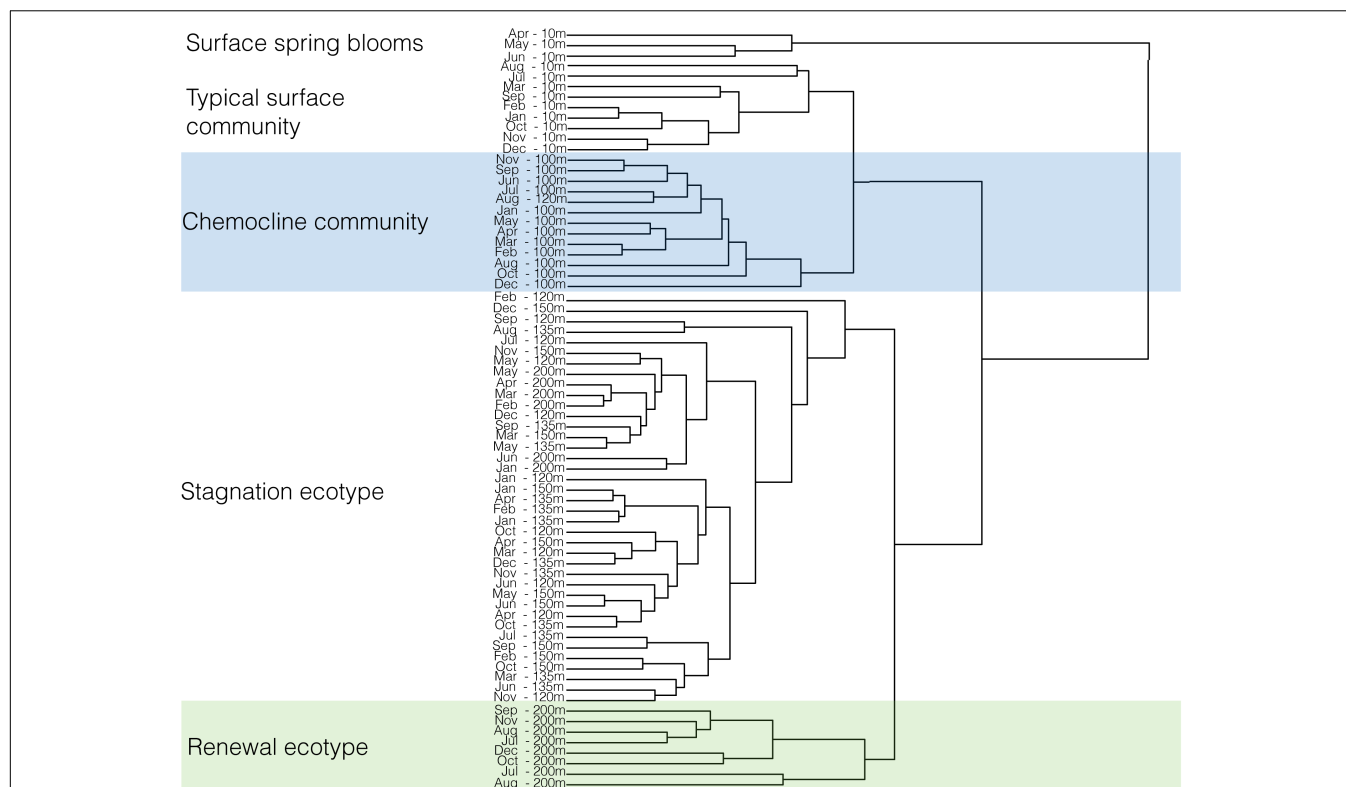 Surface spring blooms
Typical surface
community
Chemocline community
Stagnation ecotype
Renewal ecotype
Apr - 10m
May - 10m
Jun - 10m
Aug - 10m
Jul - 10m
Mar - 10m
Sep - 10m
Feb - 10m
Jan - 10m
Oct - 10m
Nov - 10m
Dec - 10m
Nov - 100m
Sep - 100m
Jun - 100m
Jul - 100m
Aug - 120m
Jan - 100m
May - 100m
Apr - 100m
Mar - 100m
Feb - 100m
Aug - 100m
Oct - 100m
Dec - 100m
Feb - 120m
Dec - 150m
Sep - 120m
Aug - 135m
Jul - 120m
Nov - 150m
May - 120m
May - 200m
Apr - 200m
Mar - 200m
Feb - 200m
Dec - 120m
Sep - 135m
Mar - 150m
May - 135m
Jun - 200m
Jan - 200m
Jan - 120m
Jan - 150m
Apr - 135m
Feb - 135m
Jan - 135m
Oct - 120m
Apr - 150m
Mar - 120m
Dec - 135m
Nov - 135m
Jun - 120m
May - 150m
Jun - 150m
Apr - 120m
Oct - 135m
Jul - 135m
Sep - 150m
Feb - 150m
Oct - 150m
Mar - 135m
Jun - 135m
Nov - 120m
Sep - 200m
Nov - 200m
Aug - 200m
Jul - 200m
Dec - 200m
Oct - 200m
Jul - 200m
Aug - 200m